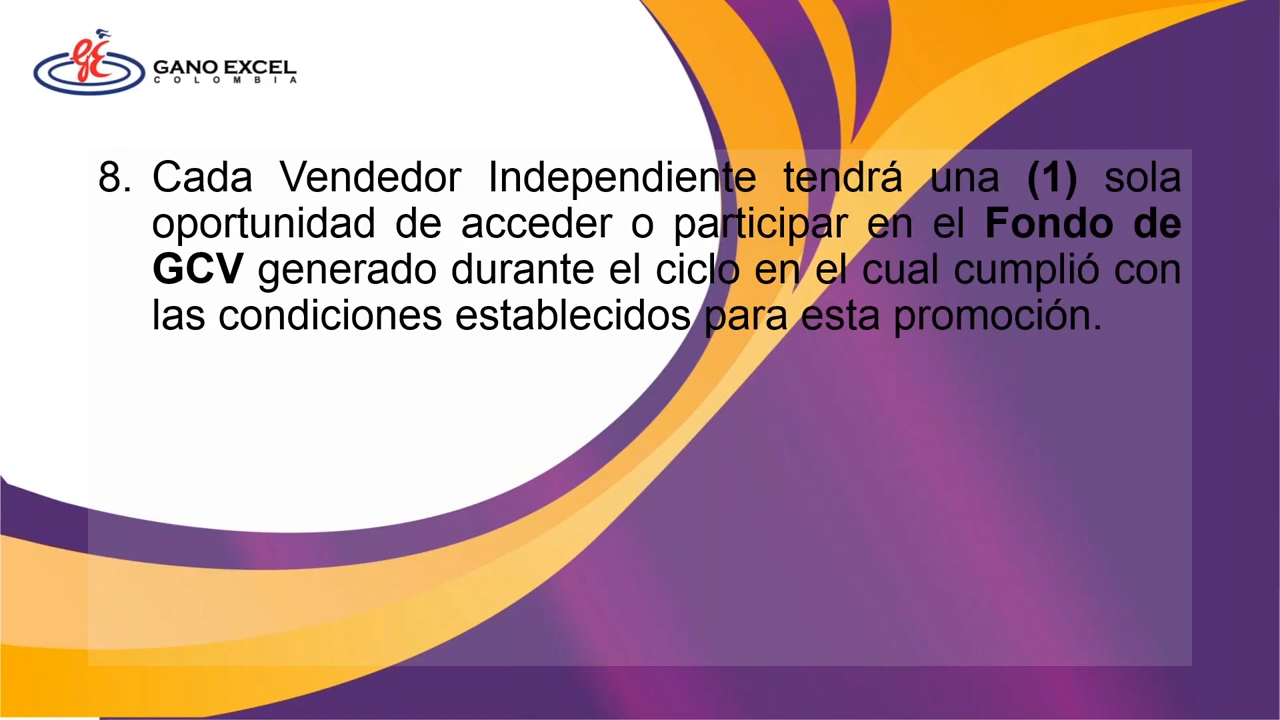 GANO EXCEL
COLOMBIA
8. Cada Vendedor Independiente tendrá una (1) sola
oportunidad de acceder o participar en el Fondo de
GCV generado durante el ciclo en el cual cumplió con
las condiciones establecidos para esta promoción.